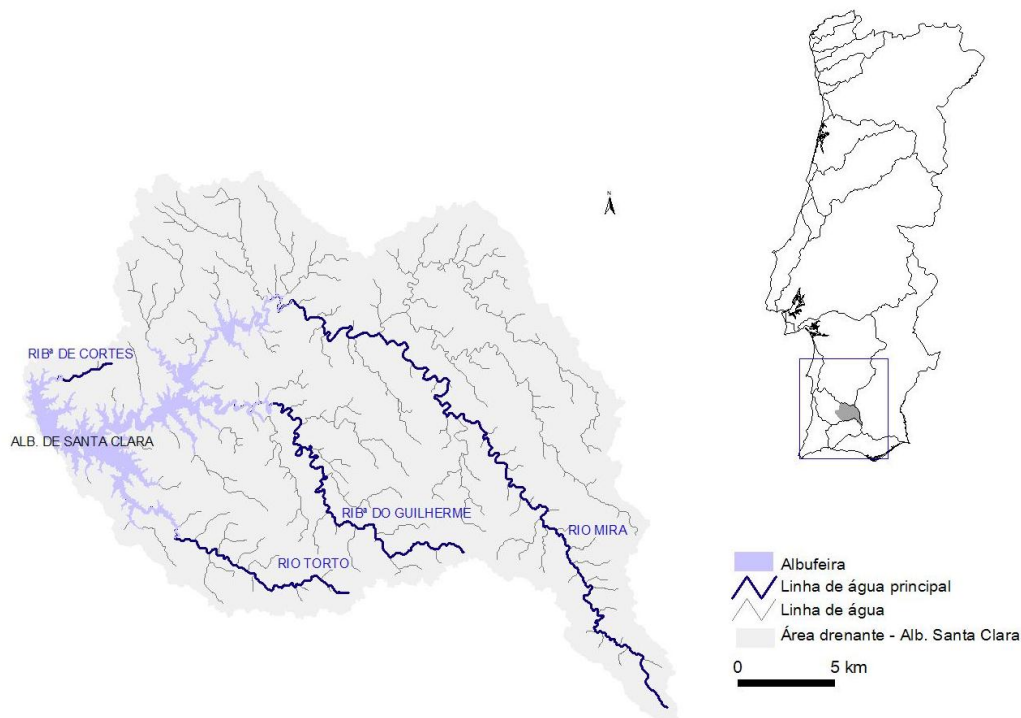 N
RIBª DE CORTES
ALB. DE SANTA CLARA
RIBª DO GUILHERME
RIO MIRA
RIO TORTO
Albufeira
Linha de água principal
Linha de água
Área drenante - Alb. Santa Clara
0 5 km